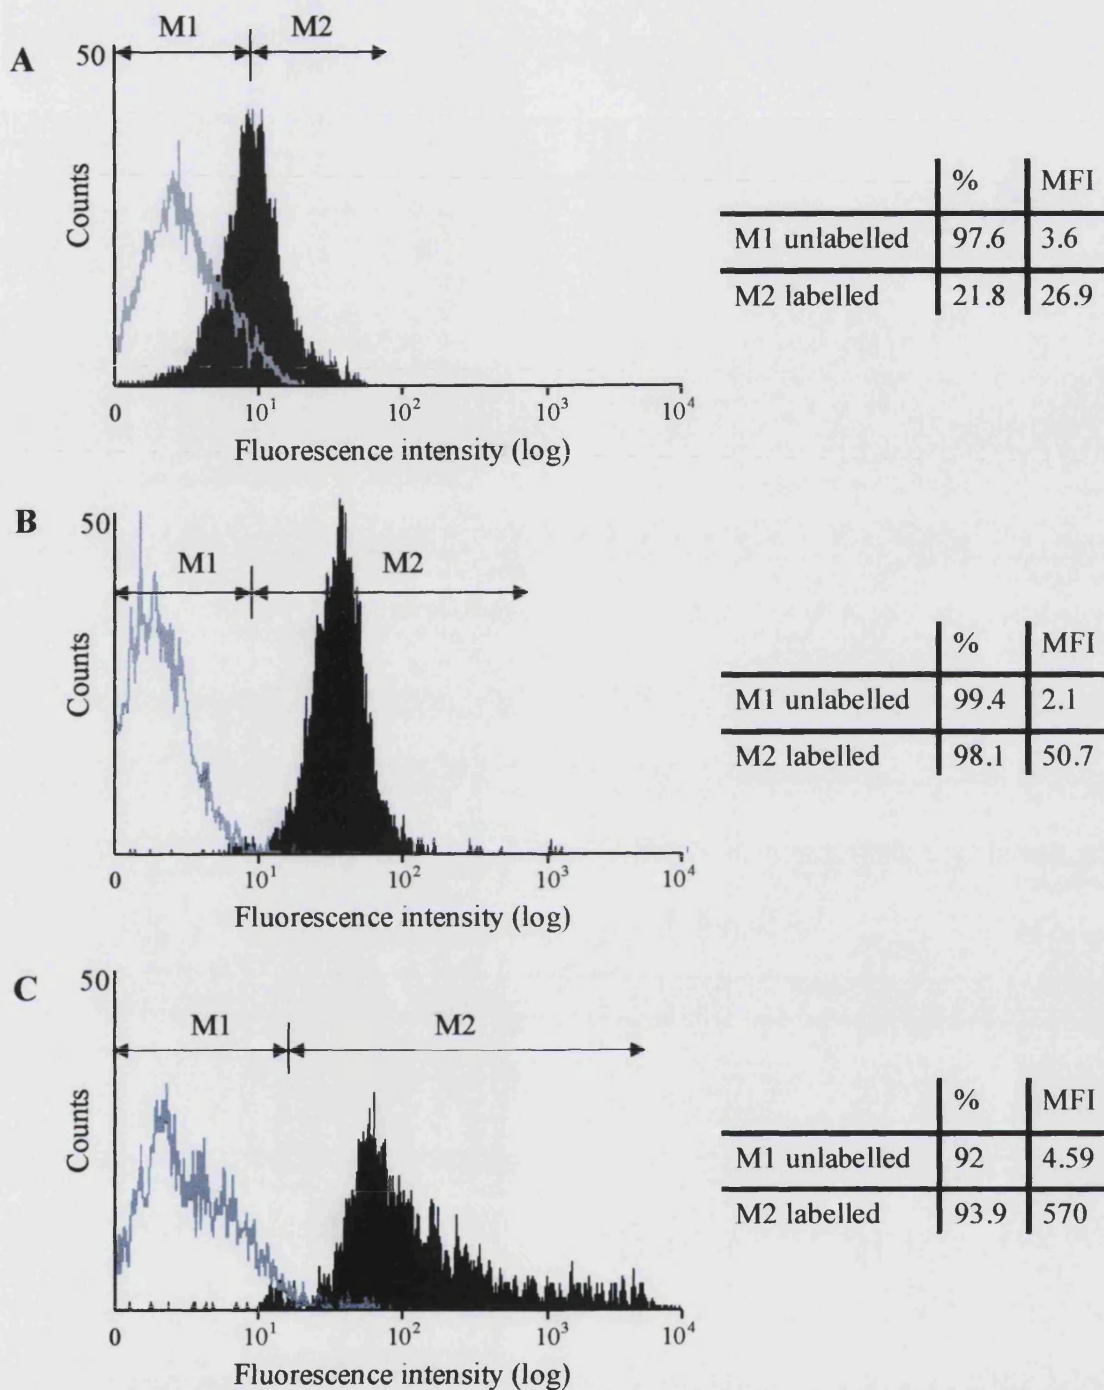 A
M1 M2
50
Counts
0 10¹ 10² 10³ 10⁴
Fluorescence intensity (log)
% MFI
M1 unlabelled 97.6 3.6
M2 labelled 21.8 26.9
B
50
M1 M2
Counts
0 10¹ 10² 10³ 10⁴
Fluorescence intensity (log)
% MFI
M1 unlabelled 99.4 2.1
M2 labelled 98.1 50.7
C
50
M1 M2
Counts
0 10¹ 10² 10³ 10⁴
Fluorescence intensity (log)
% MFI
M1 unlabelled 92 4.59
M2 labelled 93.9 570